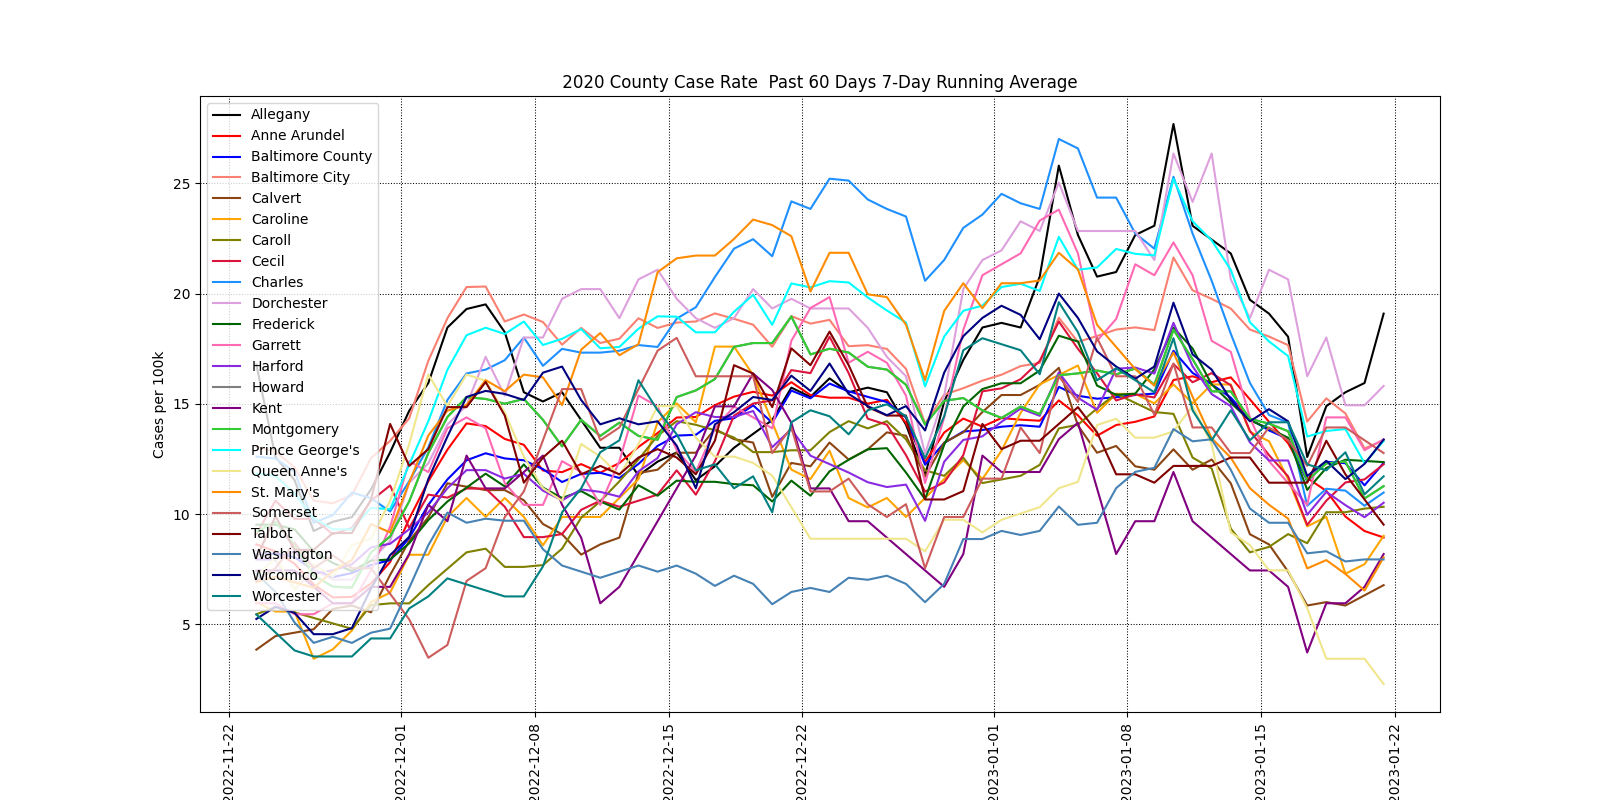 2020 County Case Rate  Past 60 Days 7-Day Running Average
Cases per 100k
25
20
15
10
5
Allegany
Anne Arundel
Baltimore County
Baltimore City
Calvert
Caroline
Caroll
Cecil
Charles
Dorchester
Frederick
Garrett
Harford
Howard
Kent
Montgomery
Prince George's
Queen Anne's
St. Mary's
Somerset
Talbot
Washington
Wicomico
Worcester
2022-11-22
2022-12-01
2022-12-08
2022-12-15
2022-12-22
2023-01-01
2023-01-08
2023-01-15
2023-01-22